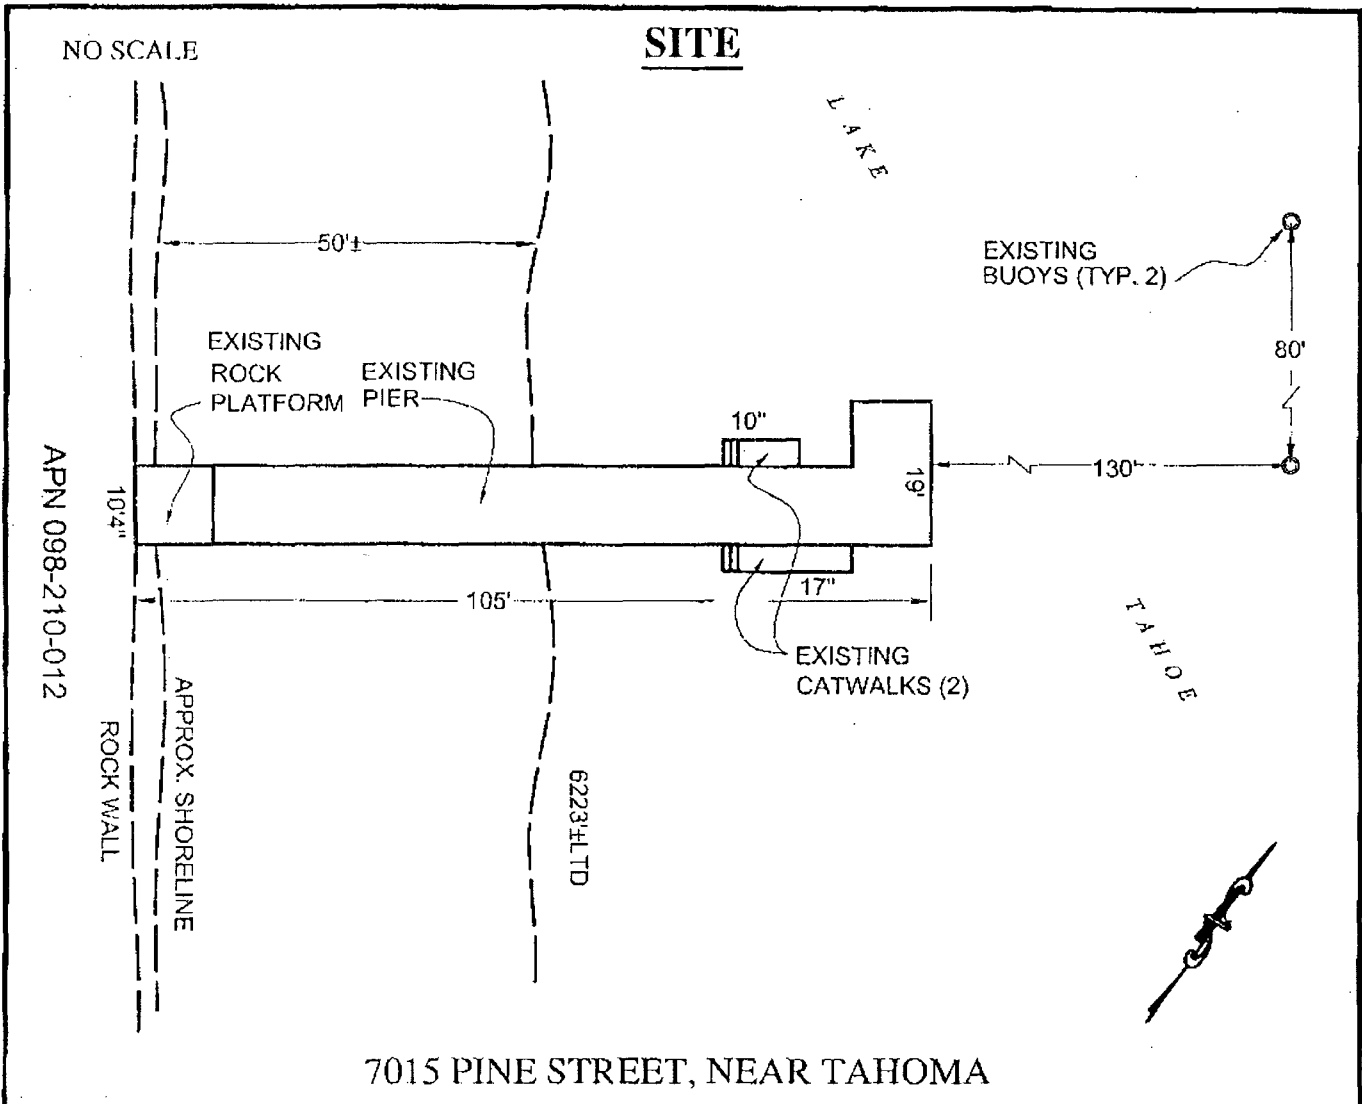 SITE
NO SCALE
LAKE
50'±
EXISTING
BUOYS (TYP. 2)
80'
EXISTING
ROCK
PLATFORM
EXISTING
PIER
10"
130'
19'
10'4"
APN 098-210-012
105'
17"
EXISTING
CATWALKS (2)
TAHOE
APPROX. SHORELINE
ROCK WALL
6223'±LTD
7015 PINE STREET, NEAR TAHOMA